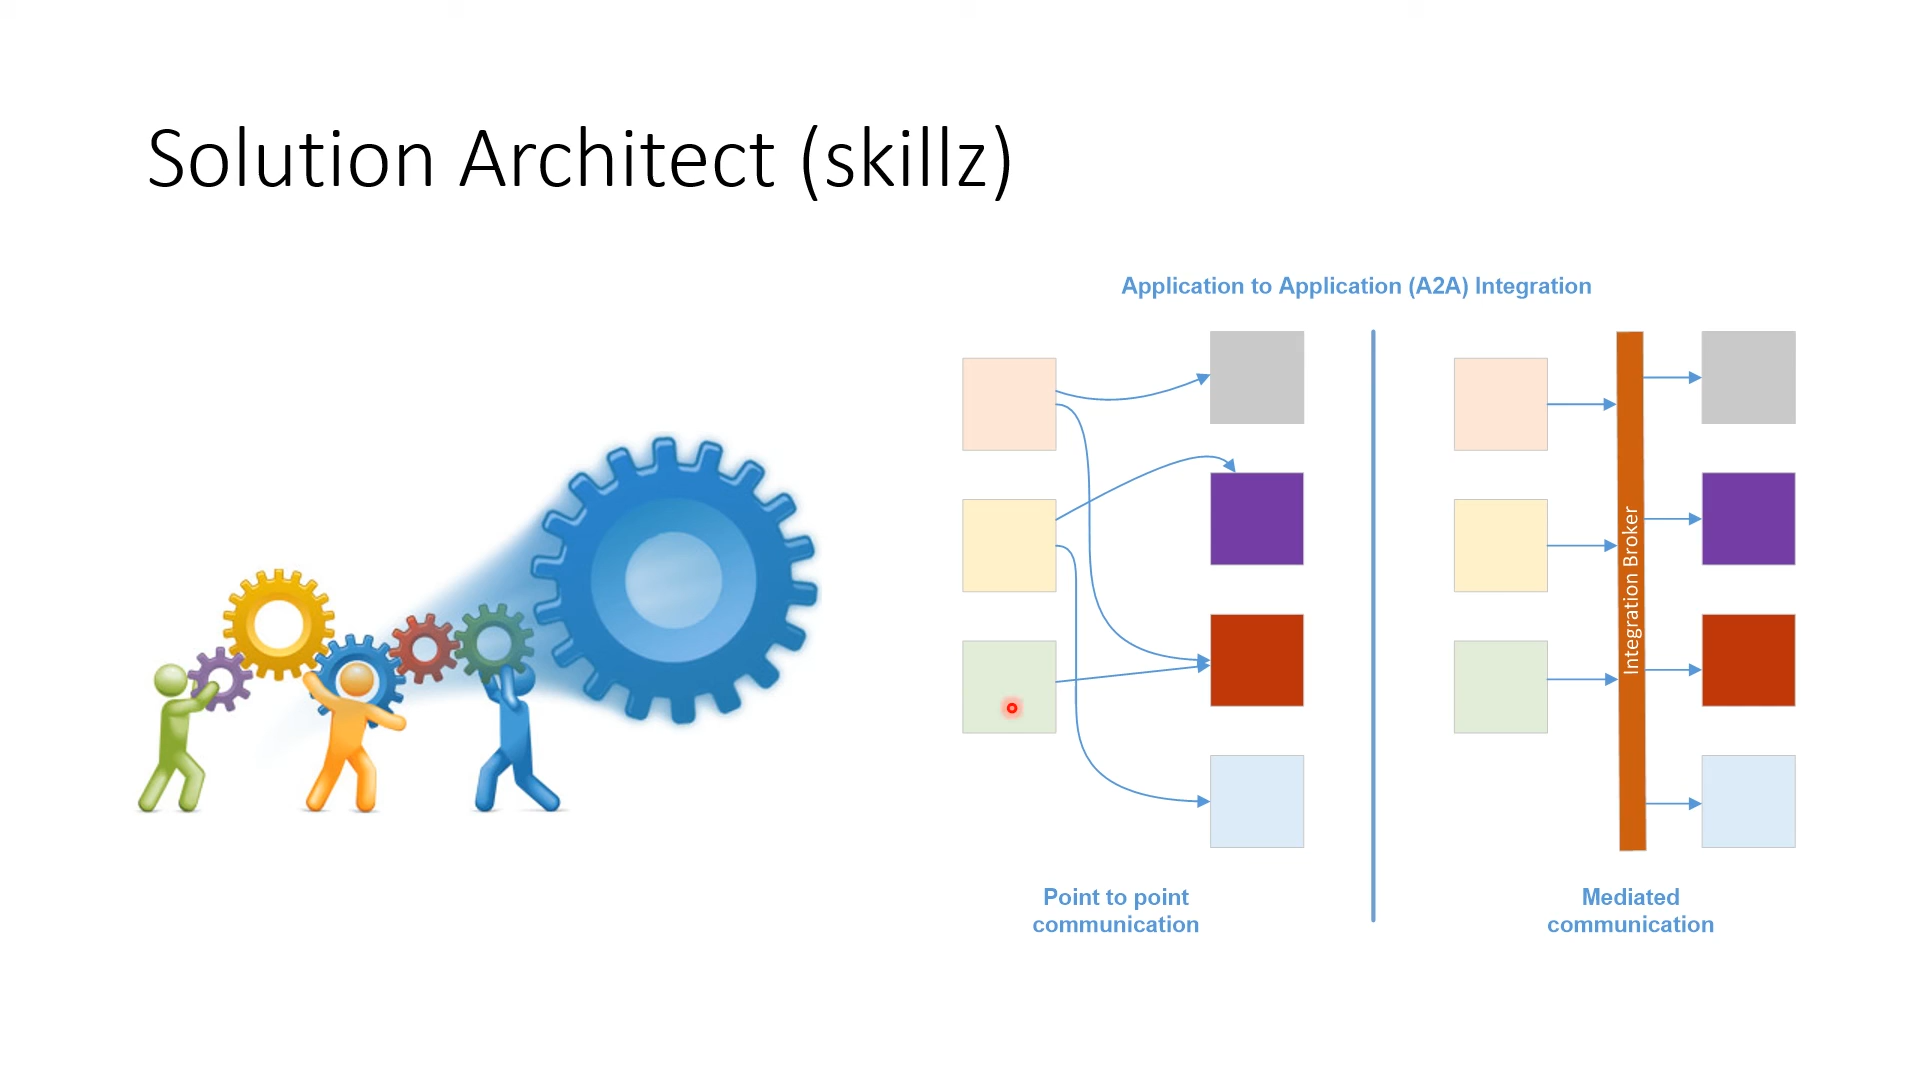 Solution Architect (skillz)
Application to Application (A2A) Integration
Integration Broker
Point to point
communication
Mediated
communication